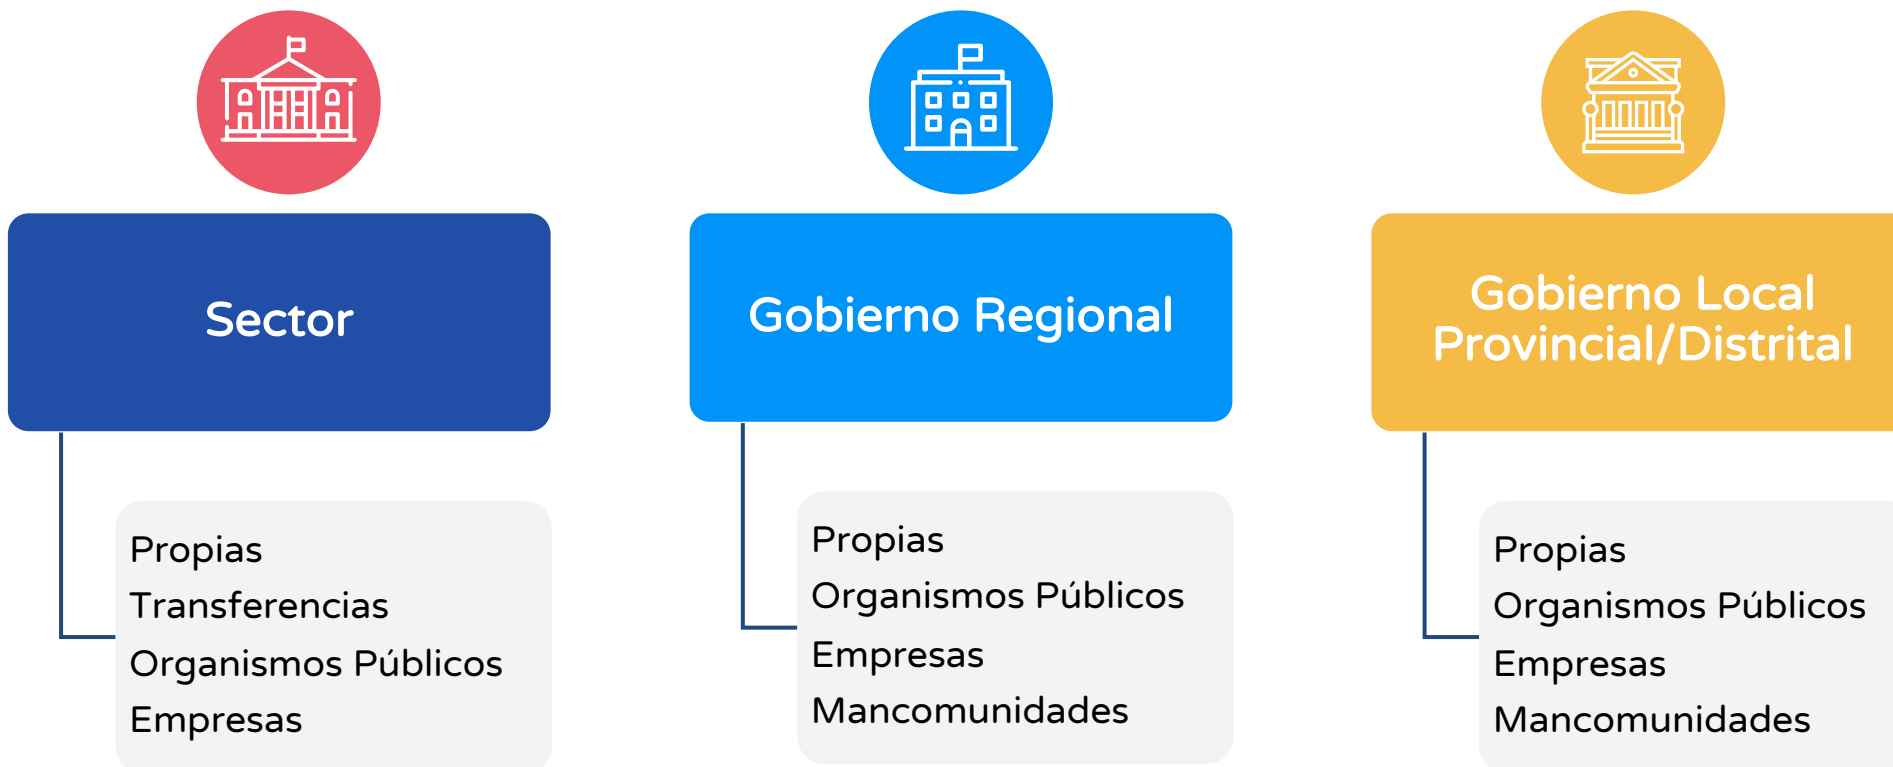 Sector
Propias
Transferencias
Organismos Públicos
Empresas
Gobierno Regional
Propias
Organismos Públicos
Empresas
Mancomunidades
Gobierno Local
Provincial/Distrital
Propias
Organismos Públicos
Empresas
Mancomunidades